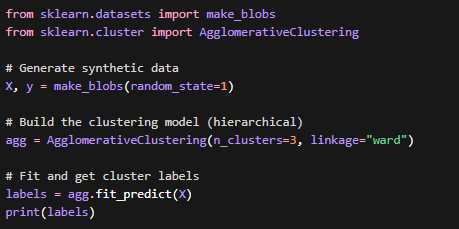 from sklearn.datasets import make_blobs
from sklearn.cluster import AgglomerativeClustering
# Generate synthetic data
X, y = make_blobs(random_state=1)
# Build the clustering model (hierarchical)
agg = AgglomerativeClustering(n_clusters=3, linkage="ward")
# Fit and get cluster labels
labels = agg.fit_predict(X)
print(labels)